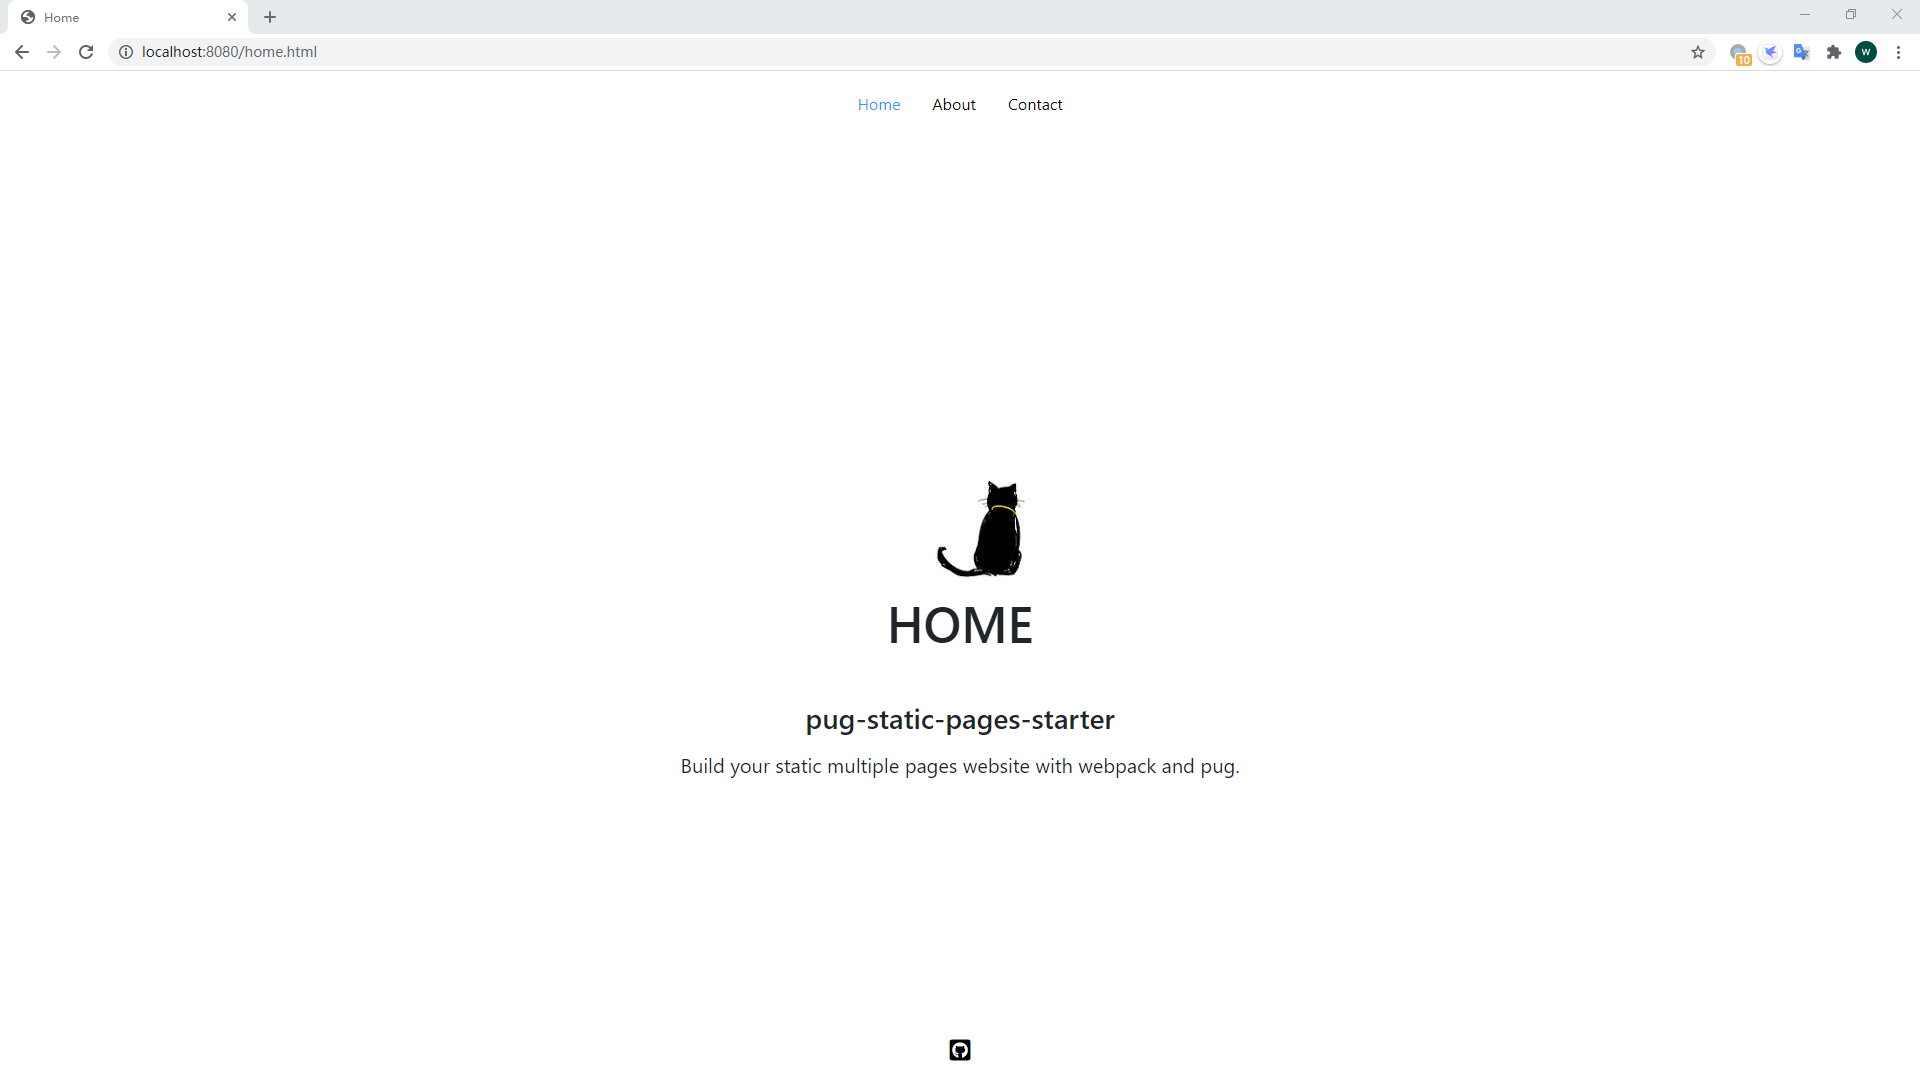 Home
localhost:8080/home.html
10
W
Home About Contact
HOME
pug-static-pages-starter
Build your static multiple pages website with webpack and pug.